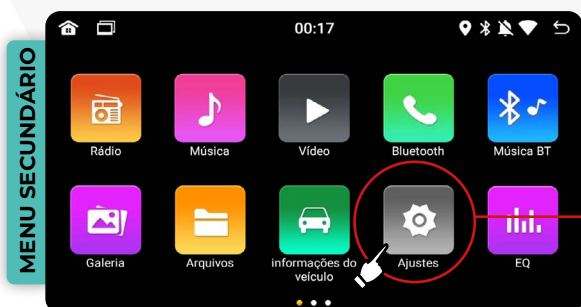 MENU SECUNDÁRIO
00:17
Rádio
Música
Vídeo
Bluetooth
Música BT
Galeria
Arquivos
informações do
veículo
Ajustes
EQ